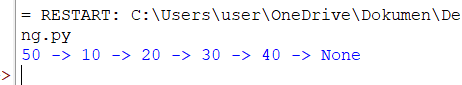 = RESTART: C:\Users\user\OneDrive\Dokumen\De
ng.py
50 -> 10 -> 20 -> 30 -> 40 -> None
>